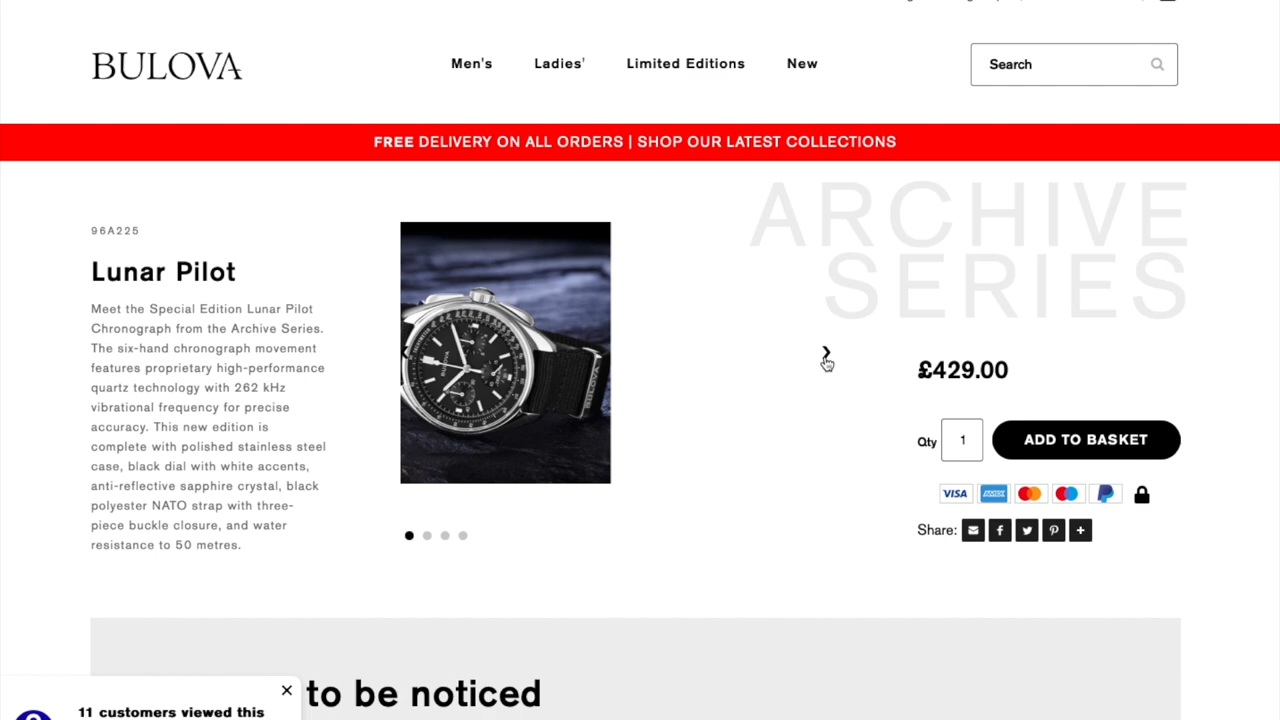 BULOVA
Men's
Ladies'
Limited Editions
New
Search
FREE DELIVERY ON ALL ORDERS | SHOP OUR LATEST COLLECTIONS
ARCHIVE
SERIES
96A225
Lunar Pilot
Meet the Special Edition Lunar Pilot
Chronograph from the Archive Series.
The six-hand chronograph movement
features proprietary high-performance
quartz technology with 262 kHz
vibrational frequency for precise
accuracy. This new edition is
complete with polished stainless steel
case, black dial with white accents,
anti-reflective sapphire crystal, black
polyester NATO strap with three-
piece buckle closure, and water
resistance to 50 metres.
BULOVA
BULOVA
£429.00
Qty
1
ADD TO BASKET
VISA
AMEX
Share:
to be noticed
11 customers viewed this